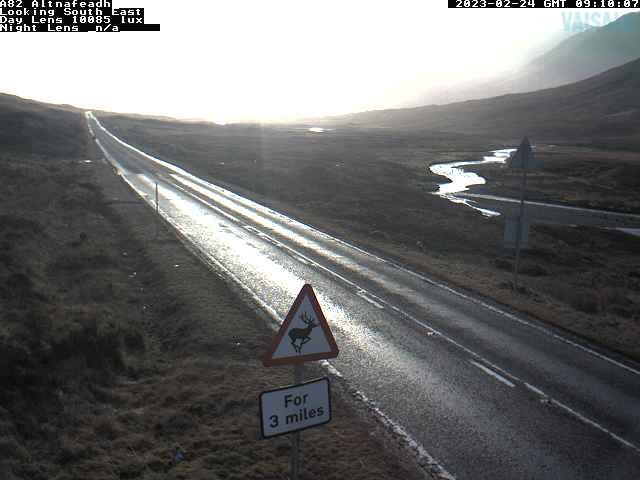 A82 Altnafeadh
Looking South East
Day Lens 10085 lux
Night Lens n/a
2023-02-24 GMT 09:10:07
VAISALA
For
3 miles